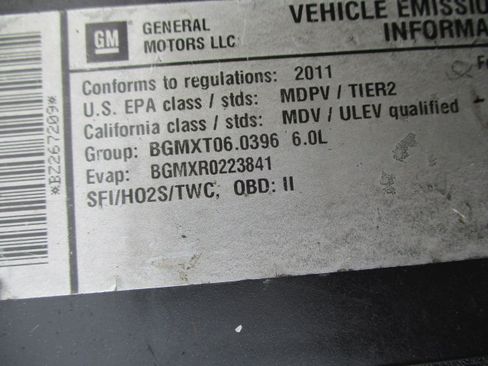 GM
GENERAL
MOTORS LLC
VEHICLE EMISSIO
INFORMA
Conforms to regulations: 2011
U.S. EPA class / stds: MDPV / TIER2
California class / stds: MDV / ULEV qualified
Group: BGMXT06.0396 6.0L
Evap: BGMXR0223841
SFI/HO2S/TWC, OBD: II
*BZ267209*